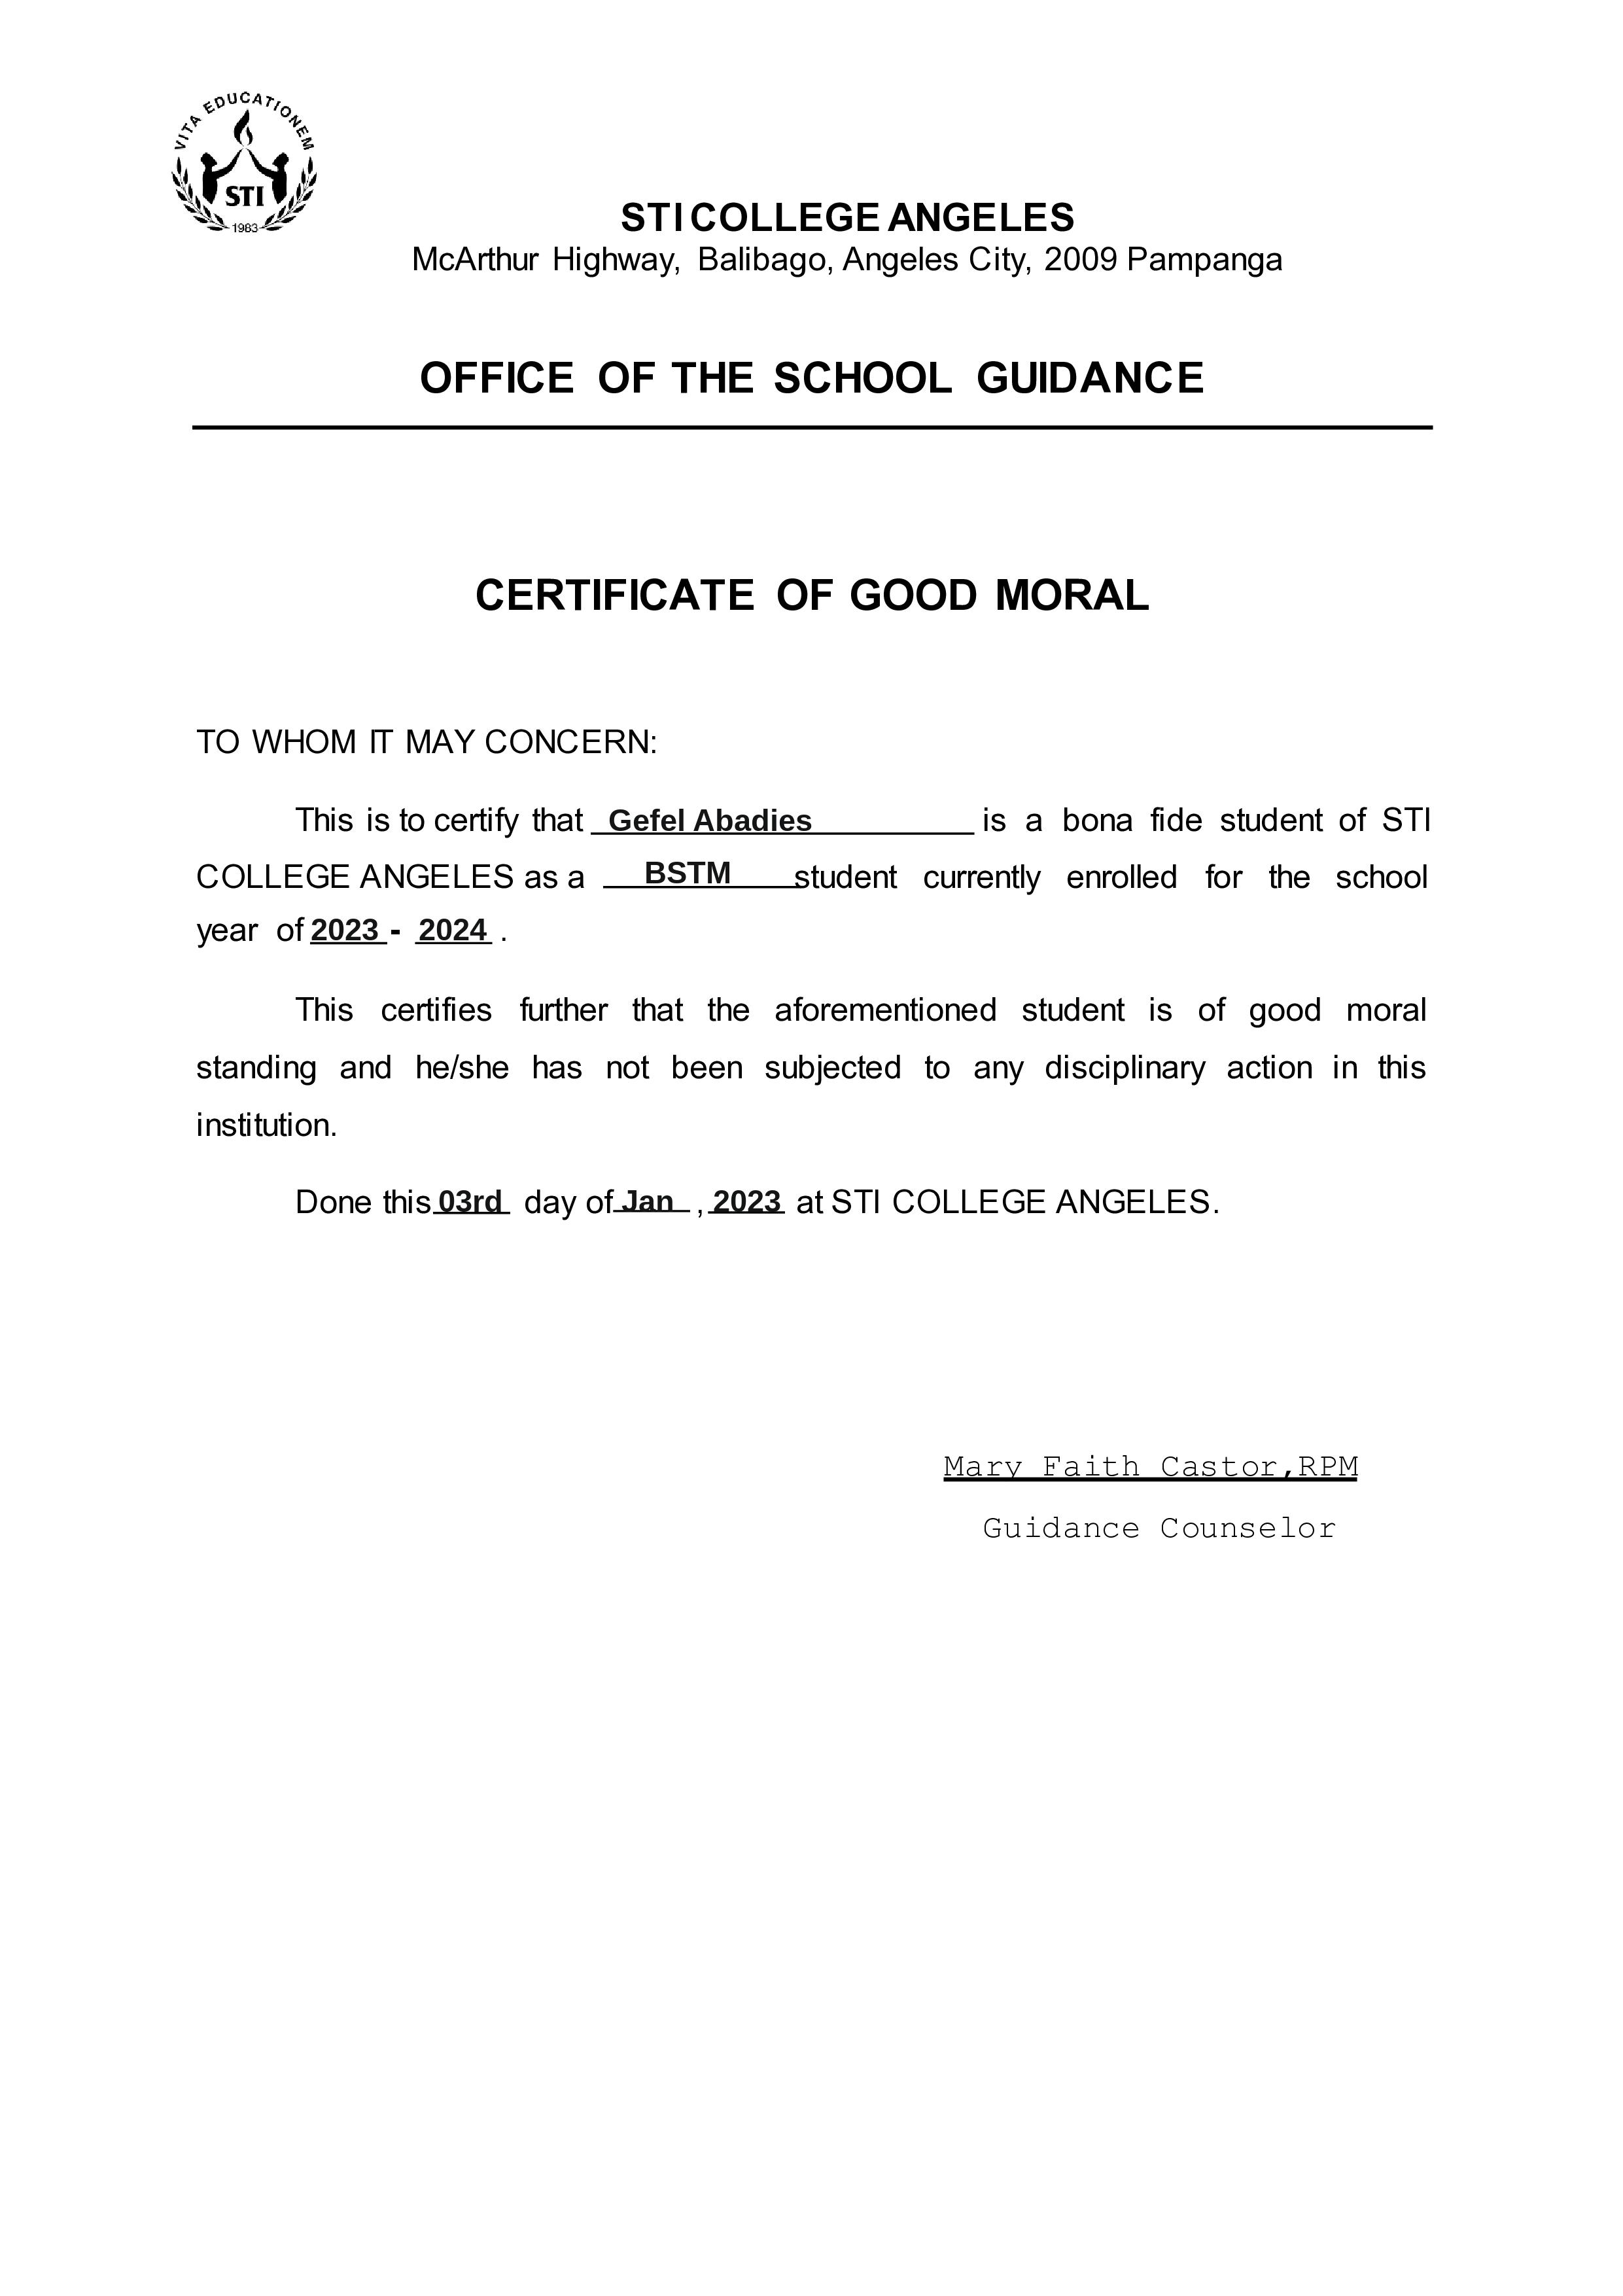 VITA EDUCATIONEM
STI
1983
STI COLLEGE ANGELES
McArthur Highway, Balibago, Angeles City, 2009 Pampanga
OFFICE OF THE SCHOOL GUIDANCE
CERTIFICATE OF GOOD MORAL
TO WHOM IT MAY CONCERN:
This is to certify that Gefel Abadies is a bona fide student of STI
COLLEGE ANGELES as a BSTM student currently enrolled for the school
year of 2023 - 2024 .
This certifies further that the aforementioned student is of good moral
standing and he/she has not been subjected to any disciplinary action in this
institution.
Done this 03rd day of Jan , 2023 at STI COLLEGE ANGELES.
Mary Faith Castor,RPM
Guidance Counselor